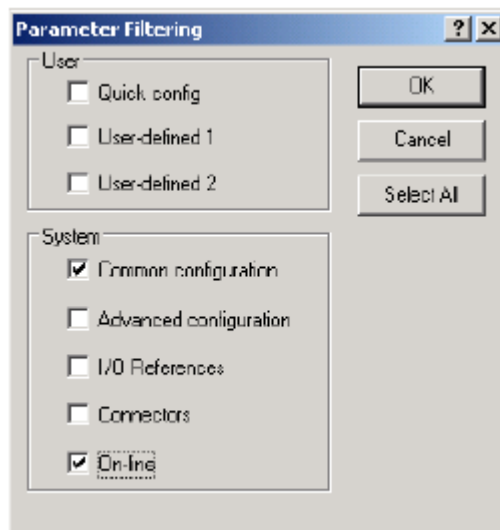 Parameter Filtering
User
Quick config
User-defined 1
User-defined 2
OK
Cancel
Select All
System
Common configuration
Advanced configuration
I/O References
Connectors
On-line